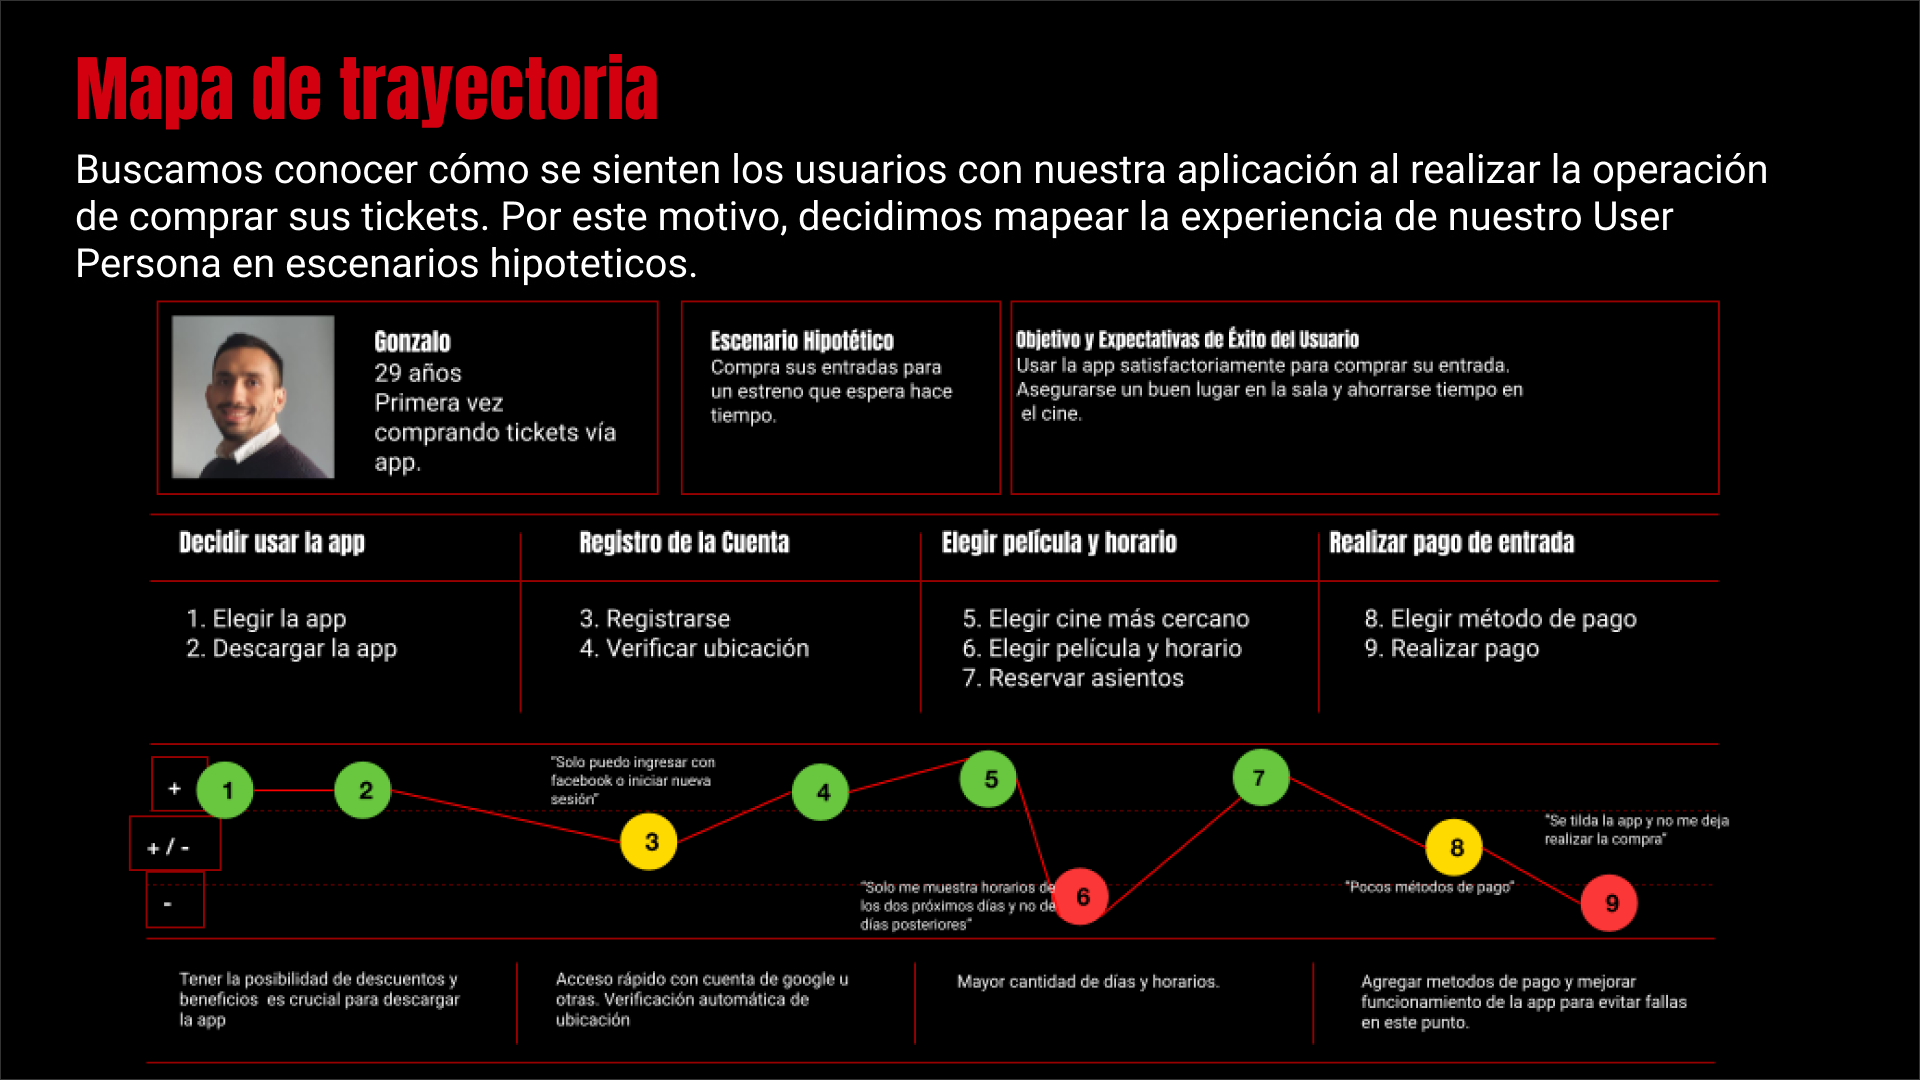 Mapa de trayectoria
Buscamos conocer cómo se sienten los usuarios con nuestra aplicación al realizar la operación
de comprar sus tickets. Por este motivo, decidimos mapear la experiencia de nuestro User
Persona en escenarios hipoteticos.
Gonzalo
29 años
Primera vez
comprando tickets vía
app.
Escenario Hipotético
Compra sus entradas para
un estreno que espera hace
tiempo.
Objetivo y Expectativas de Éxito del Usuario
Usar la app satisfactoriamente para comprar su entrada.
Asegurarse un buen lugar en la sala y ahorrarse tiempo en
el cine.
Decidir usar la app
Registro de la Cuenta
Elegir película y horario
Realizar pago de entrada
1. Elegir la app
2. Descargar la app
3. Registrarse
4. Verificar ubicación
5. Elegir cine más cercano
6. Elegir película y horario
7. Reservar asientos
8. Elegir método de pago
9. Realizar pago
+
+ / -
-
1
2
"Solo puedo ingresar con
facebook o iniciar nueva
sesión"
3
4
5
"Solo me muestra horarios de
los dos próximos días y no de
días posteriores"
6
7
8
"Pocos métodos de pago"
"Se tilda la app y no me deja
realizar la compra"
9
Tener la posibilidad de descuentos y
beneficios es crucial para descargar
la app
Acceso rápido con cuenta de google u
otras. Verificación automática de
ubicación
Mayor cantidad de días y horarios.
Agregar metodos de pago y mejorar
funcionamiento de la app para evitar fallas
en este punto.